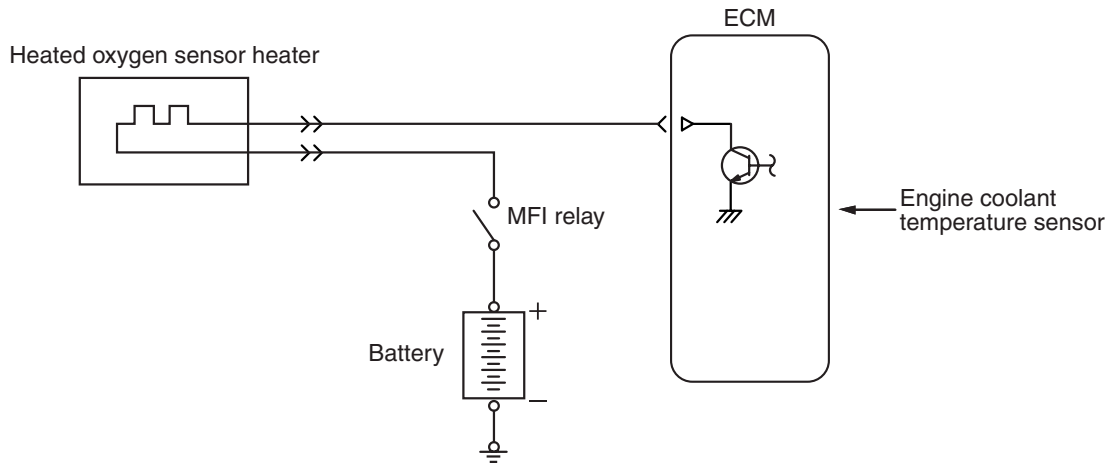 ECM
Heated oxygen sensor heater
MFI relay
Engine coolant
temperature sensor
+
Battery
−